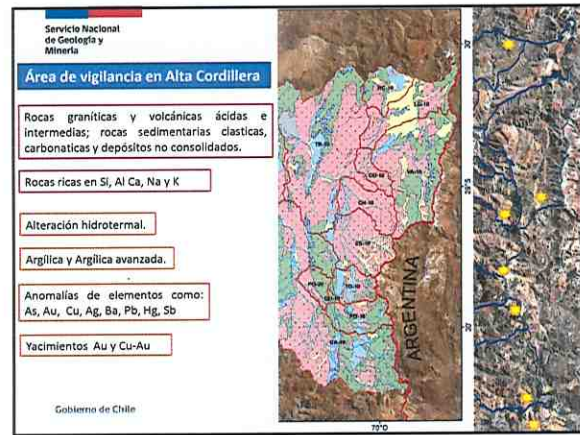 Servicio Nacional
de Geología y
Minería
Área de vigilancia en Alta Cordillera
Rocas graníticas y volcánicas ácidas e
intermedias; rocas sedimentarias clasticas,
carbonaticas y depósitos no consolidados.
Rocas ricas en Si, Al Ca, Na y K
Alteración hidrotermal.
Argílica y Argílica avanzada.
Anomalías de elementos como:
As, Au, Cu, Ag, Ba, Pb, Hg, Sb
Yacimientos Au y Cu-Au
Gobierno de Chile
ARGENTINA
70°O
30'
30'